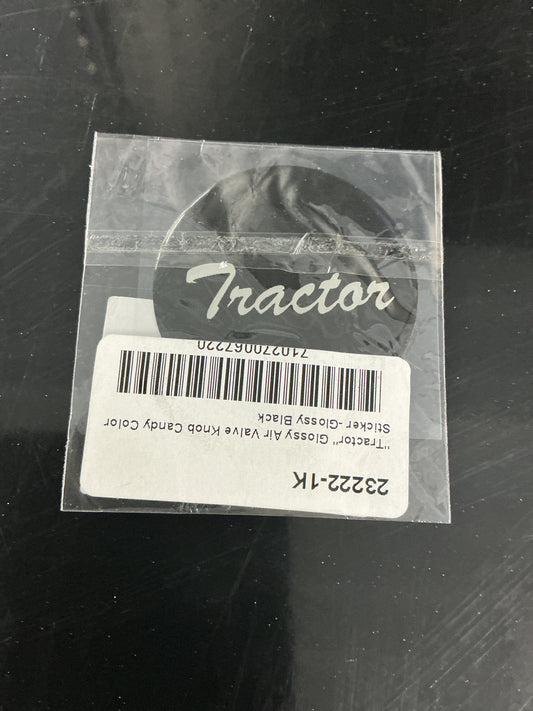 Tractor
23222-1K
"Tractor" Glossy Air Valve Knob Candy Color
Sticker -Glossy Black
710270067220